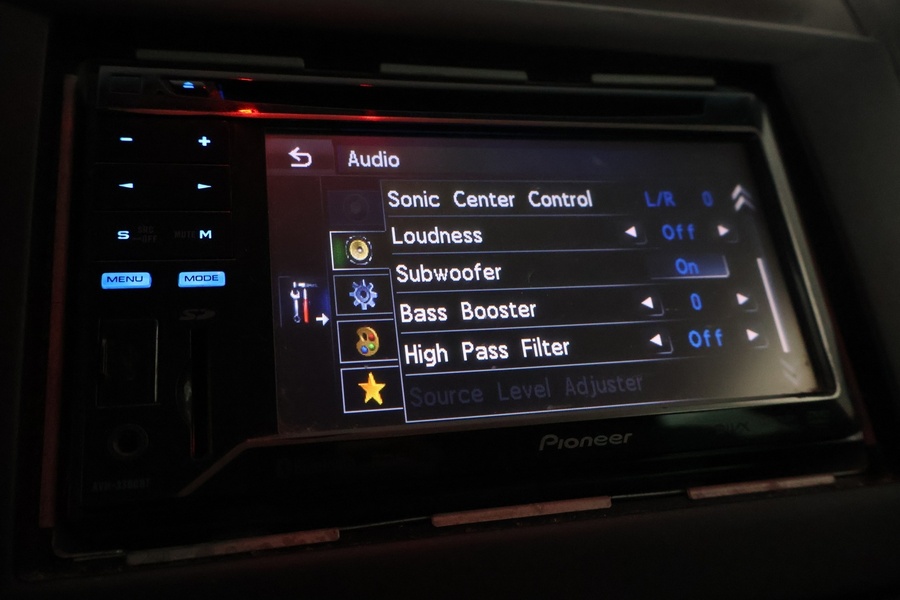 Audio
Sonic Center Control L/R 0
Loudness Off
Subwoofer On
Bass Booster 0
High Pass Filter Off
Source Level Adjuster
- +
S M
MENU MODE
Pioneer